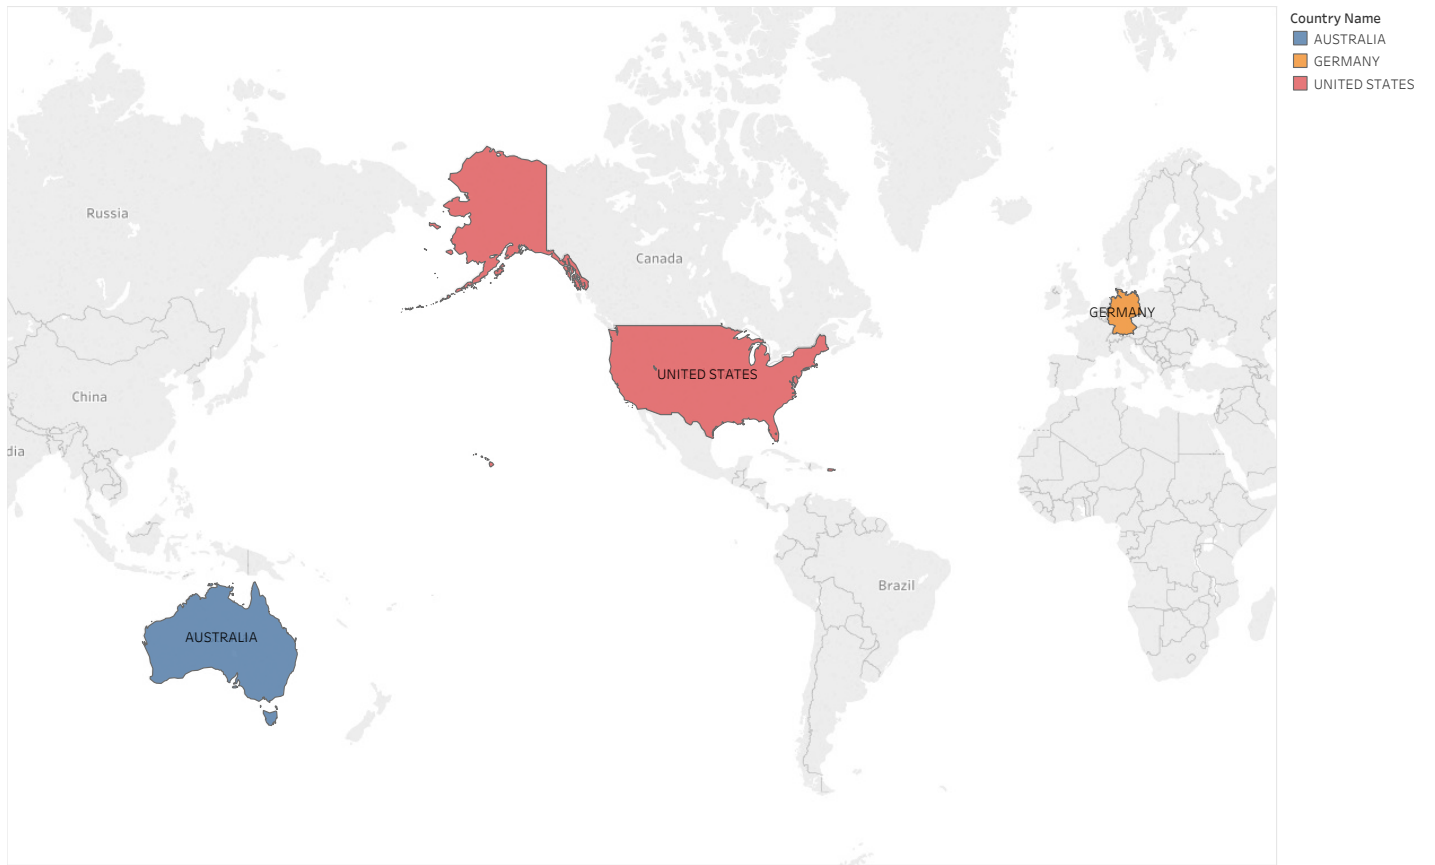 Country Name
AUSTRALIA
GERMANY
UNITED STATES
Russia
Canada
GERMANY
UNITED STATES
China
dia
Brazil
AUSTRALIA